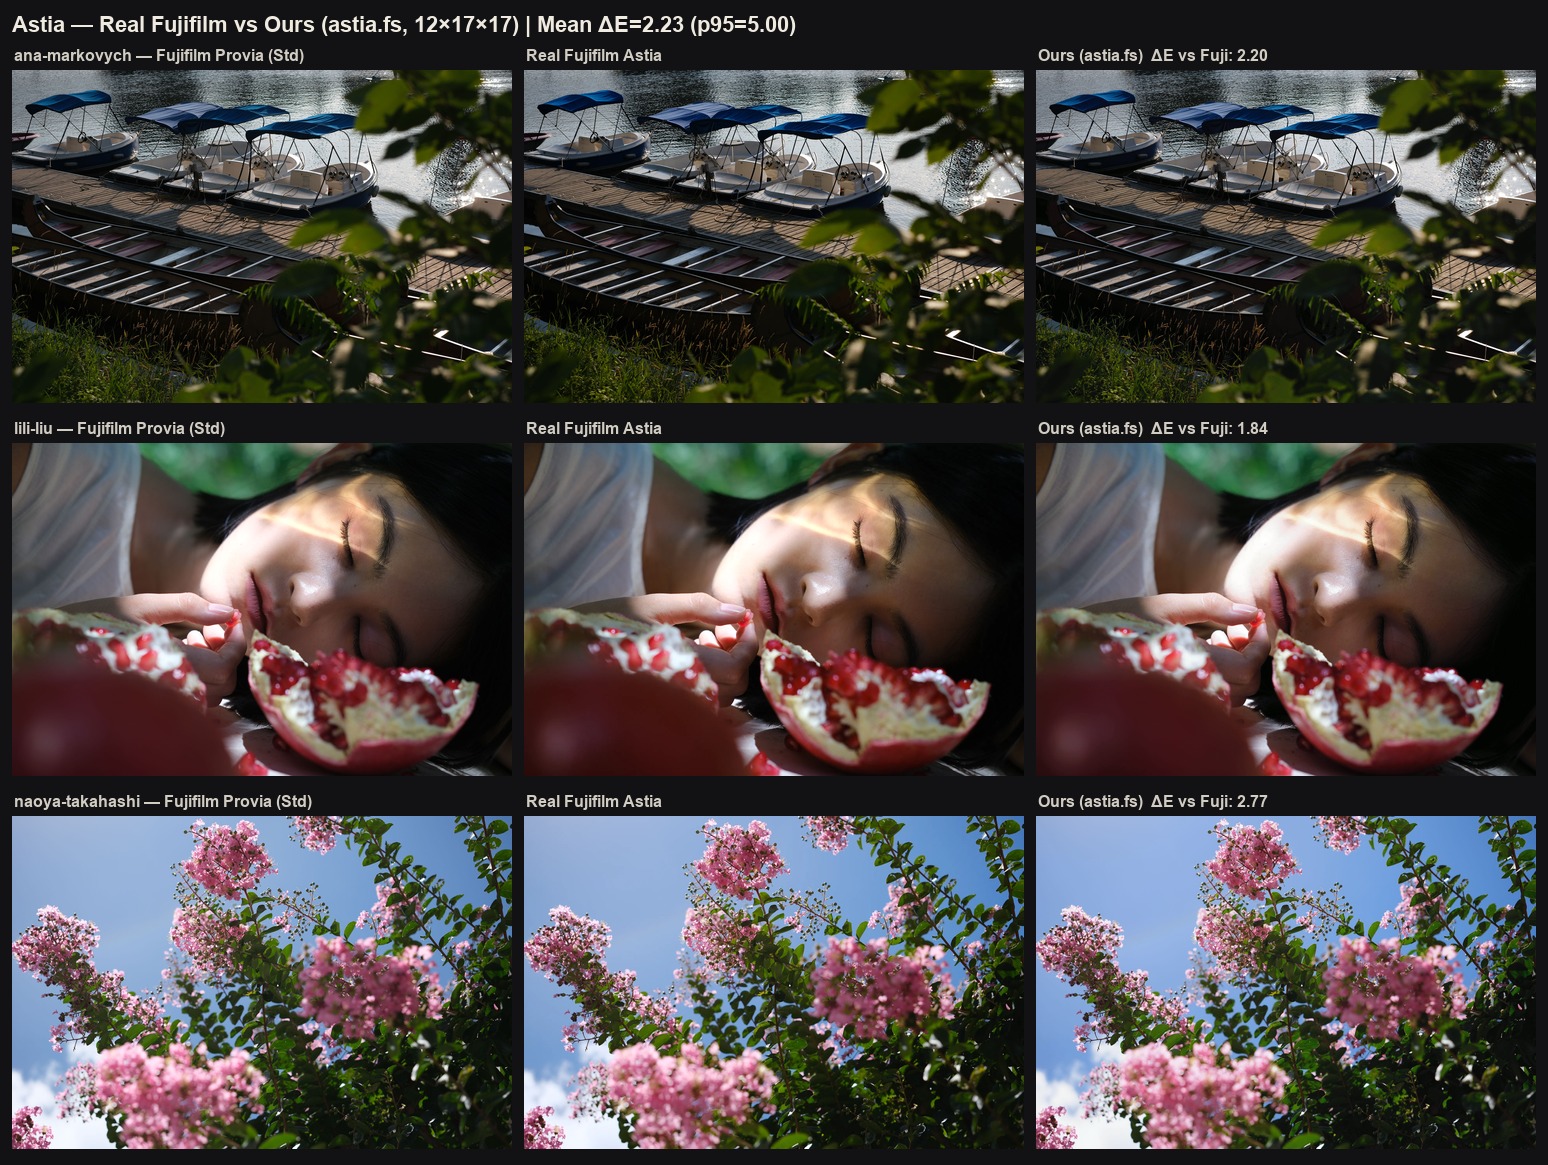 Astia — Real Fujifilm vs Ours (astia.fs, 12×17×17) | Mean ΔE=2.23 (p95=5.00)
ana-markovych — Fujifilm Provia (Std)
Real Fujifilm Astia
Ours (astia.fs)  ΔE vs Fuji: 2.20
lili-liu — Fujifilm Provia (Std)
Real Fujifilm Astia
Ours (astia.fs)  ΔE vs Fuji: 1.84
naoya-takahashi — Fujifilm Provia (Std)
Real Fujifilm Astia
Ours (astia.fs)  ΔE vs Fuji: 2.77